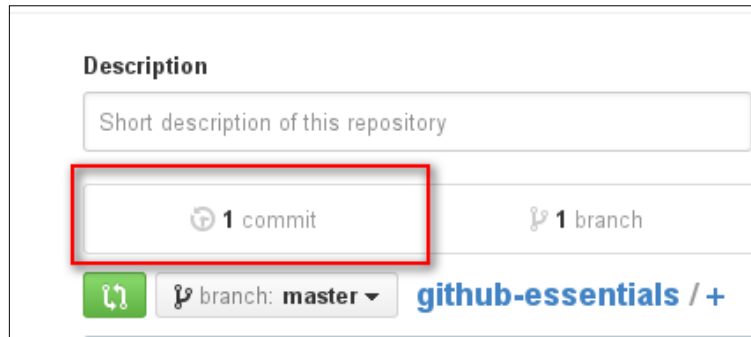 Description
Short description of this repository
1 commit 1 branch
branch: master github-essentials / +